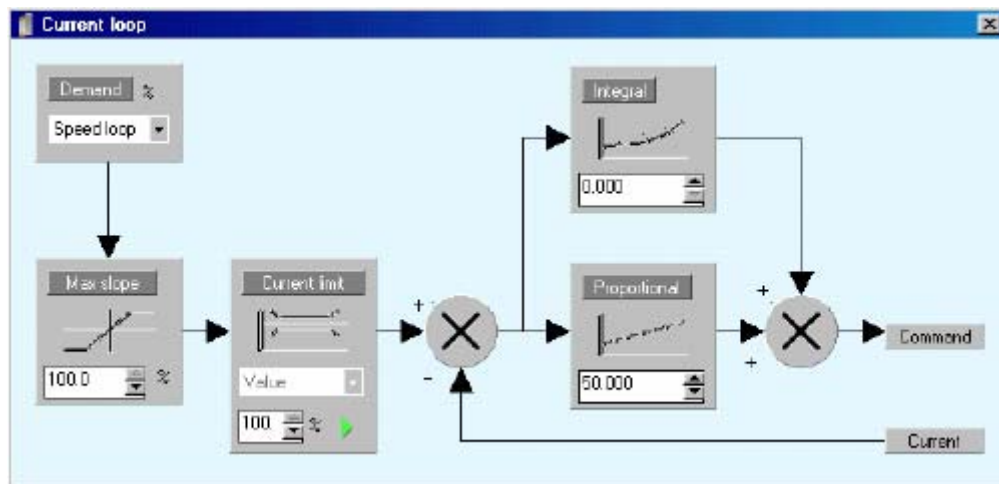 Current loop
Demand %
Speed loop
Integral
0.000
Max slope
100.0 %
Current limit
Value
100. %
+
-
Proportional
50.000
+
+
Command
Current